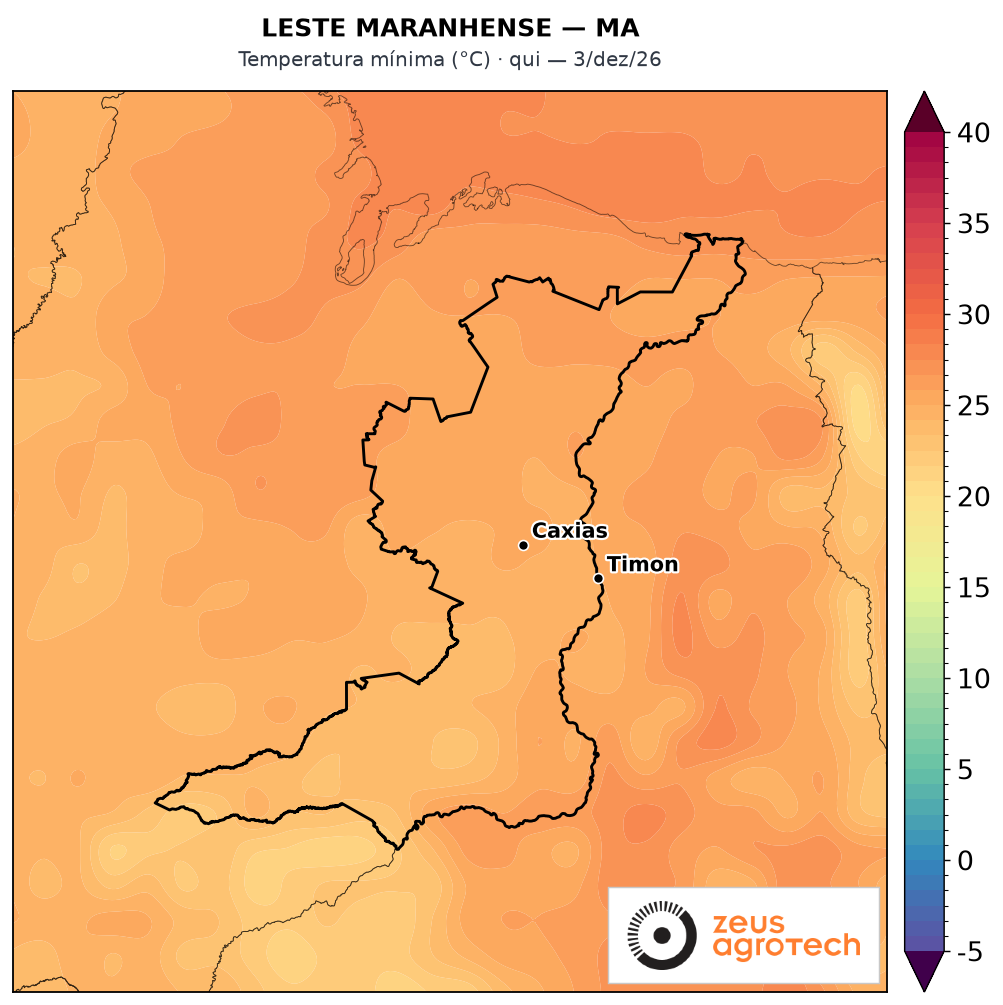 LESTE MARANHENSE — MA
Temperatura mínima (°C) · qui — 3/dez/26
40
35
30
25
20
15
10
5
0
-5
Caxias
Timon
zeus
agrotech